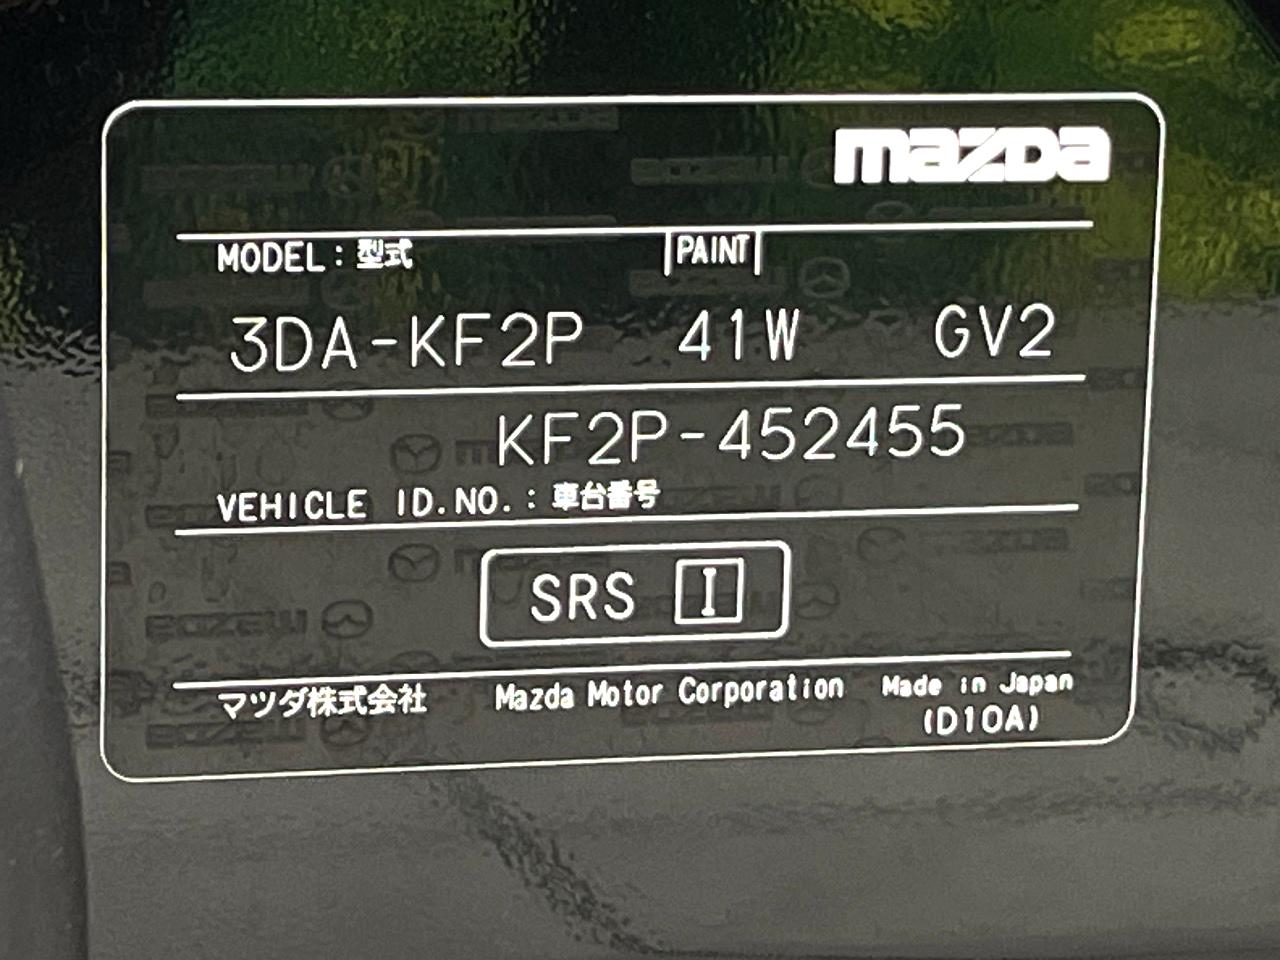 mazda
MODEL : 型式 PAINT
3DA-KF2P 41W GV2
KF2P-452455
VEHICLE ID.NO. : 車台番号
SRS I
マツダ株式会社 Mazda Motor Corporation Made in Japan
(D10A)